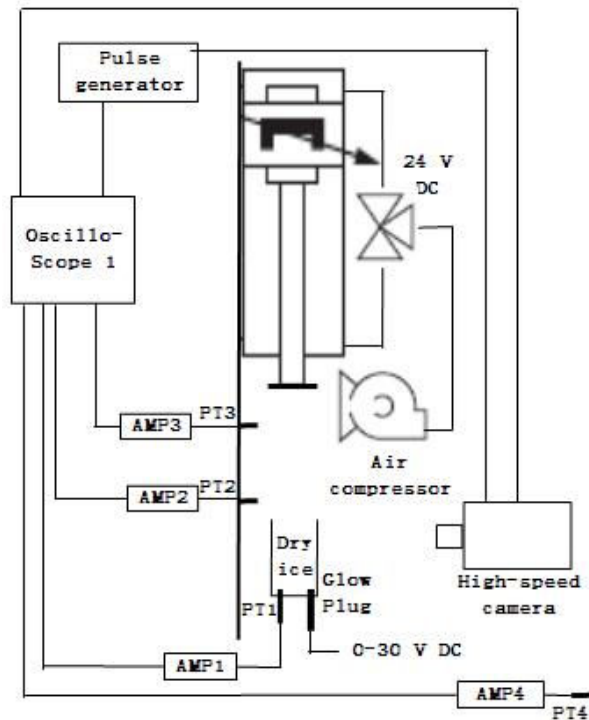 Pulse
generator
24 V
DC
Oscillo-
Scope 1
PT3
AMP3
Air
compressor
PT2
AMP2
Dry
ice
Glow
Plug
High-speed
camera
PT1
0-30 V DC
AMP1
AMP4
PT4